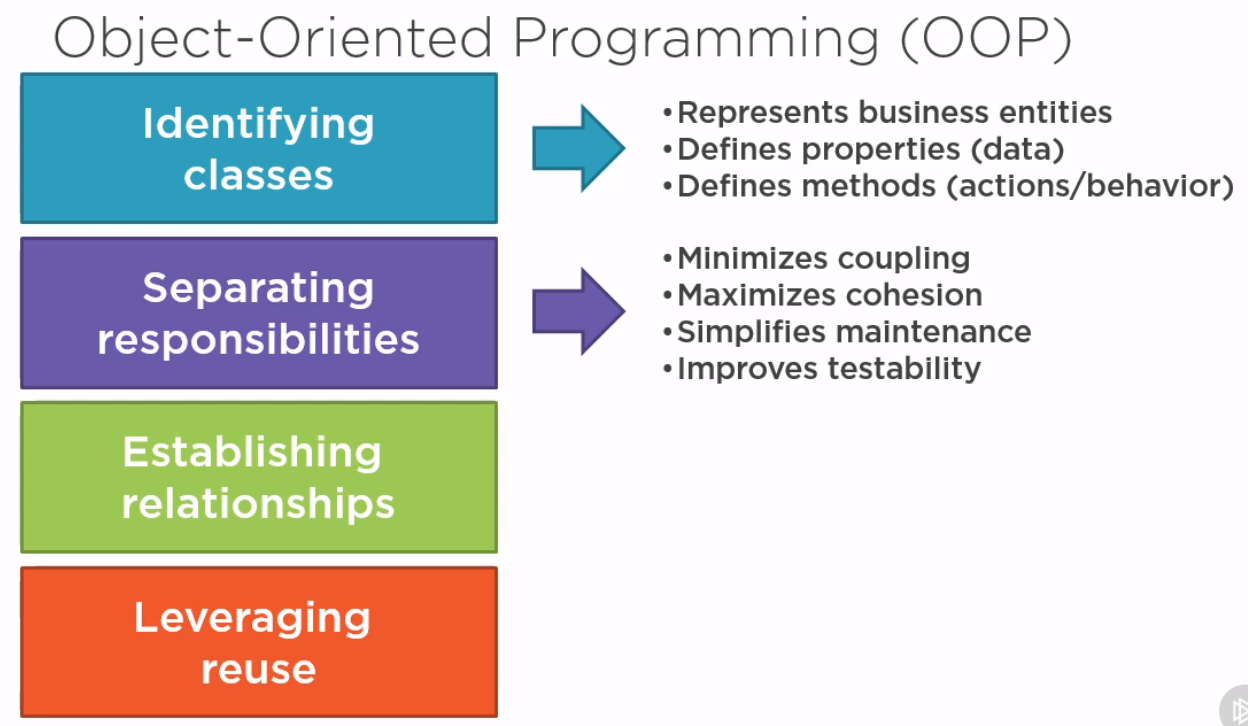 Object-Oriented Programming (OOP)
Identifying
classes
•Represents business entities
•Defines properties (data)
•Defines methods (actions/behavior)
Separating
responsibilities
•Minimizes coupling
•Maximizes cohesion
•Simplifies maintenance
•Improves testability
Establishing
relationships
Leveraging
reuse